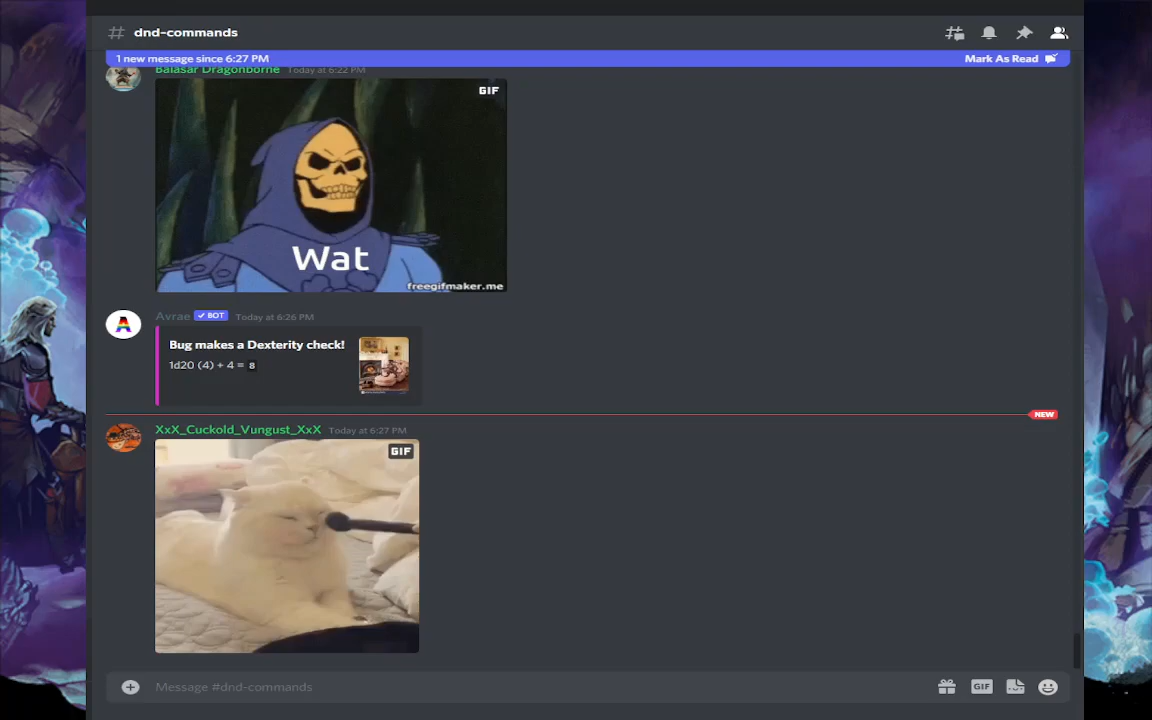 # dnd-commands
1 new message since 6:27 PM
Mark As Read
Balasar Dragonborne Today at 6:22 PM
GIF
Wat
freegifmaker.me
A
Avrae ✓ BOT Today at 6:26 PM
Bug makes a Dexterity check!
1d20 (4) + 4 = 8
NEW
XxX_Cuckold_Vungust_XxX Today at 6:27 PM
GIF
Message #dnd-commands
GIF